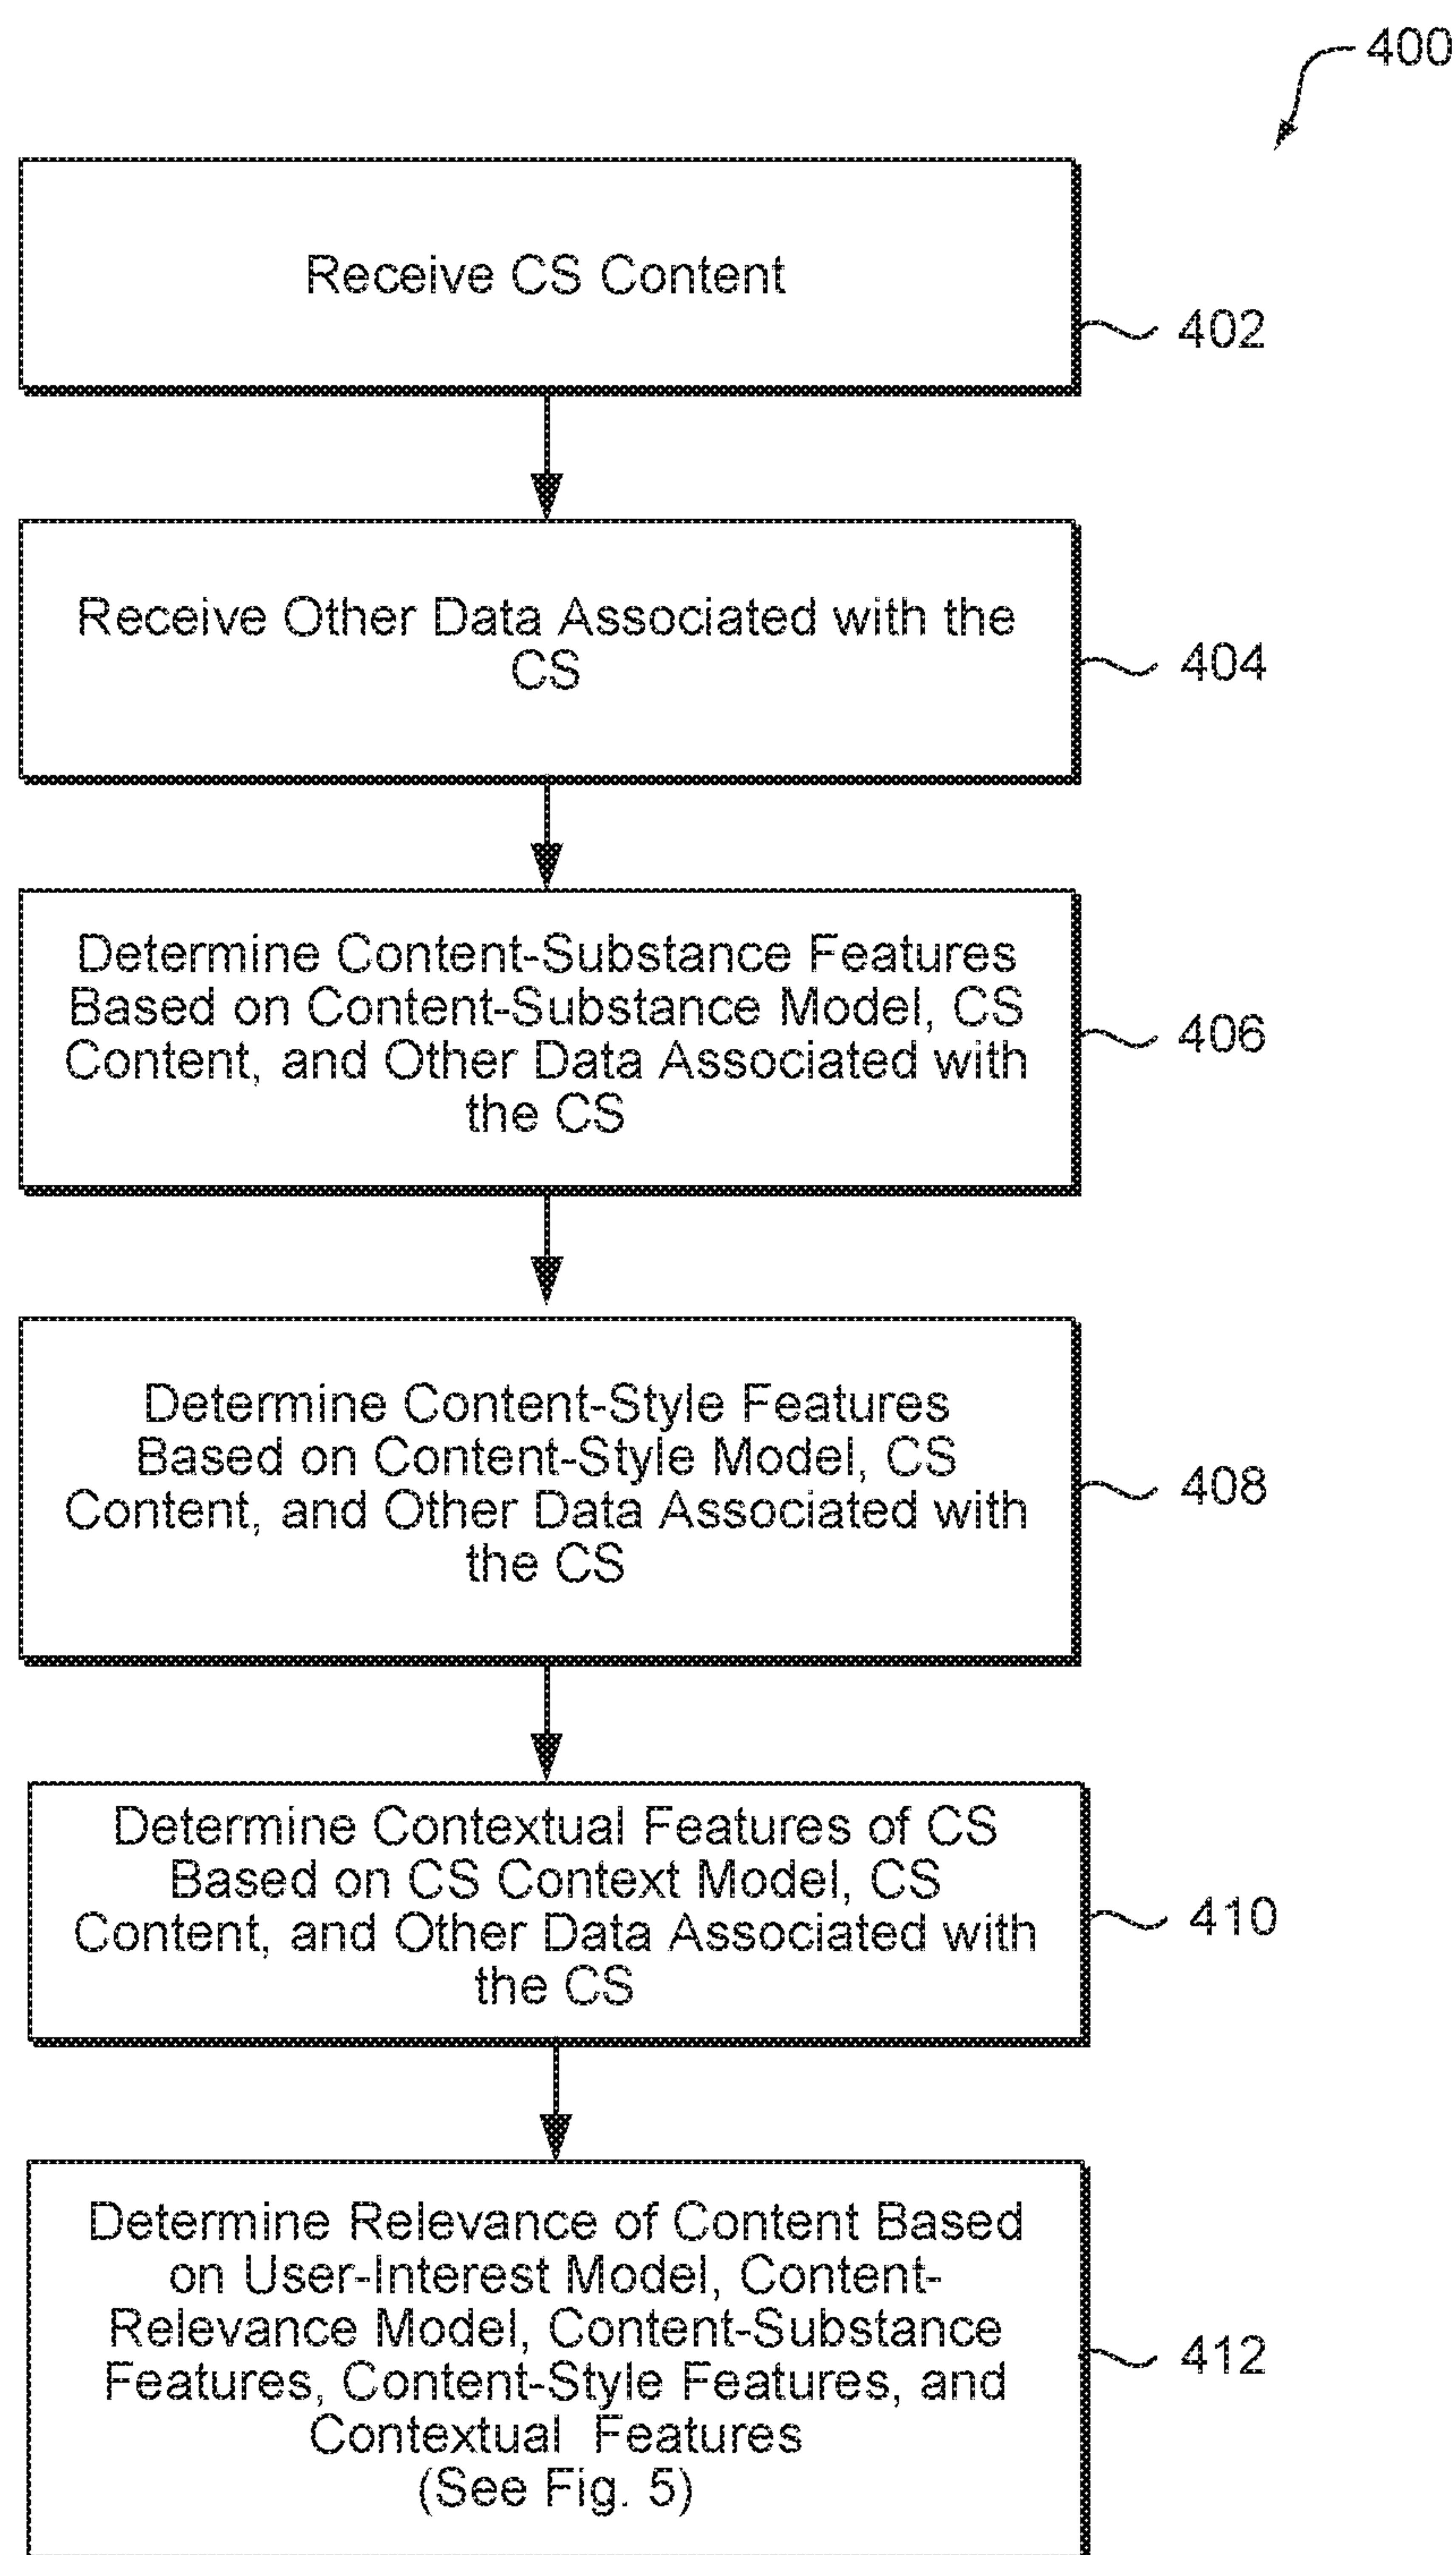 400
Receive CS Content
402
Receive Other Data Associated with the
CS
404
Determine Content-Substance Features
Based on Content-Substance Model, CS
Content, and Other Data Associated with
the CS
406
Determine Content-Style Features
Based on Content-Style Model, CS
Content, and Other Data Associated with
the CS
408
Determine Contextual Features of CS
Based on CS Context Model, CS
Content, and Other Data Associated with
the CS
410
Determine Relevance of Content Based
on User-Interest Model, Content-
Relevance Model, Content-Substance
Features, Content-Style Features, and
Contextual Features
(See Fig. 5)
412